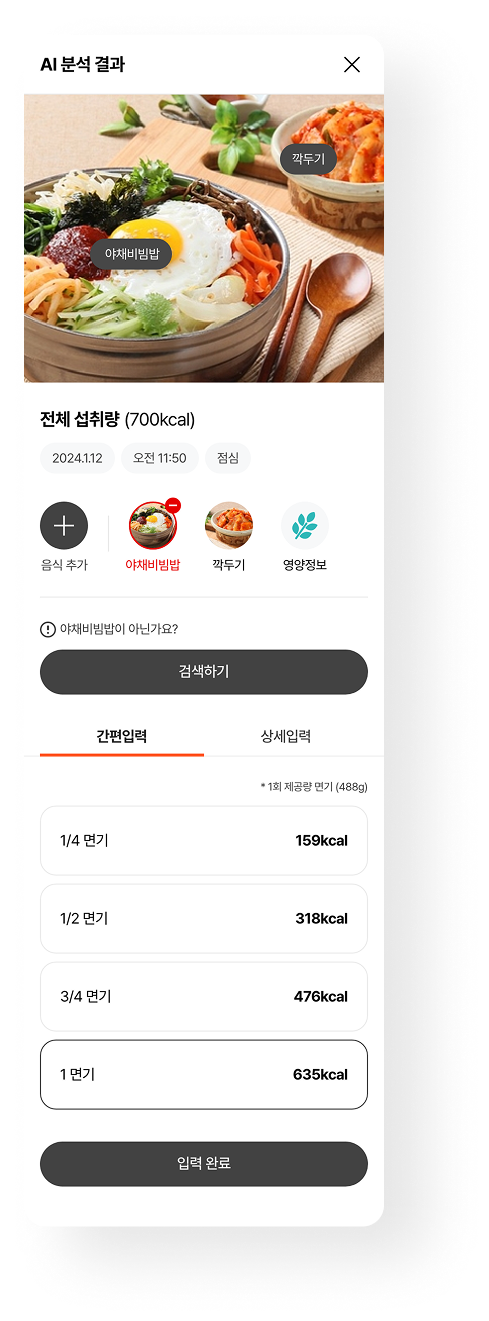 AI 분석 결과
깍두기
야채비빔밥
전체 섭취량 (700kcal)
2024.1.12 오전 11:50 점심
음식 추가 야채비빔밥 깍두기 영양정보
야채비빔밥이 아닌가요?
검색하기
간편입력 상세입력
* 1회 제공량 면기 (488g)
1/4 면기 159kcal
1/2 면기 318kcal
3/4 면기 476kcal
1 면기 635kcal
입력 완료